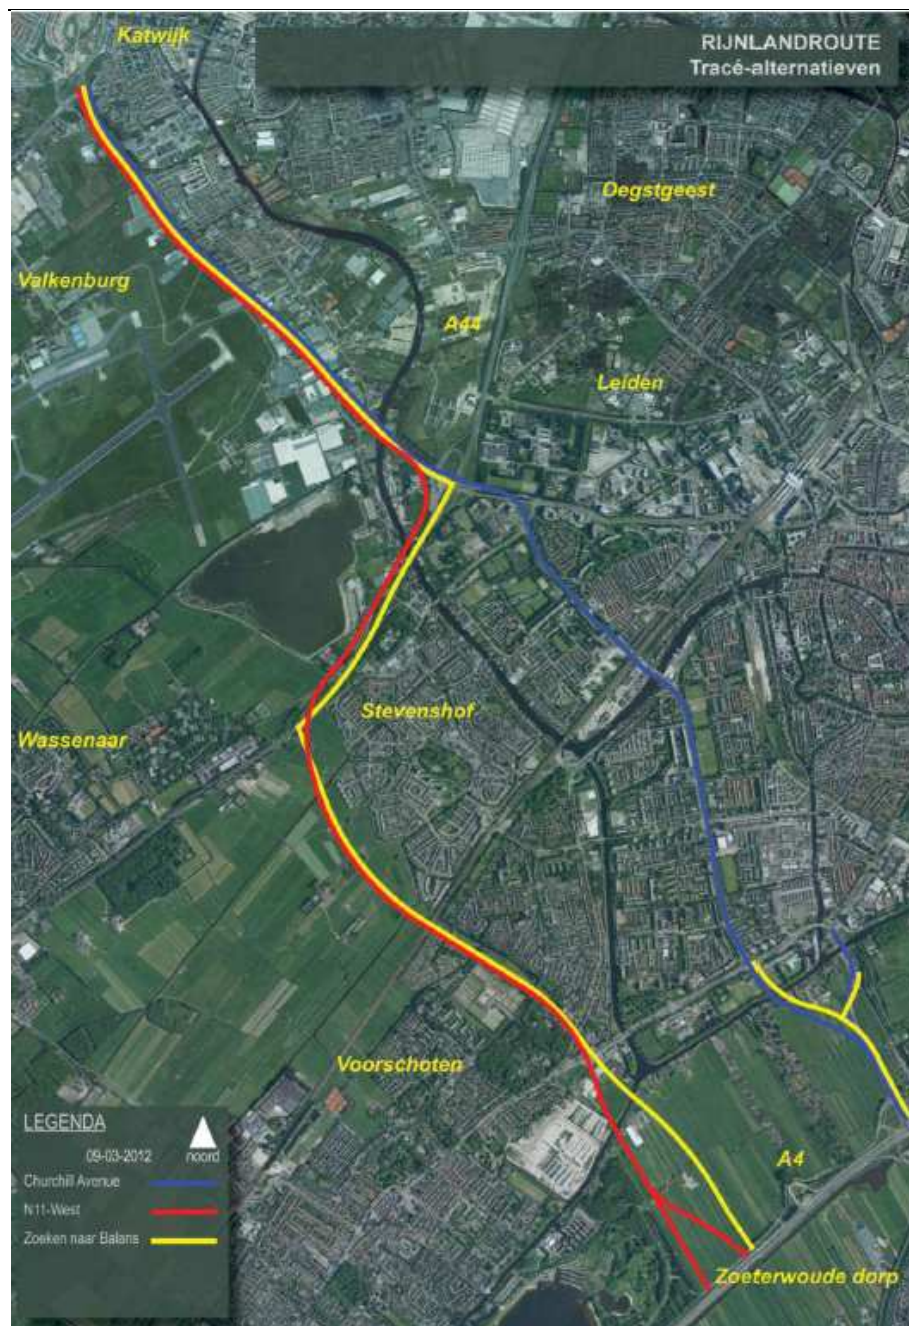 Katwijk
RIJNLANDROUTE
Tracé-alternatieven
Oegstgeest
Valkenburg
A44
Leiden
Stevenshof
Wassenaar
Voorschoten
LEGENDA
09-03-2012 noord
Churchill Avenue
N11-West
Zoeken naar Balans
A4
Zoeterwoude dorp